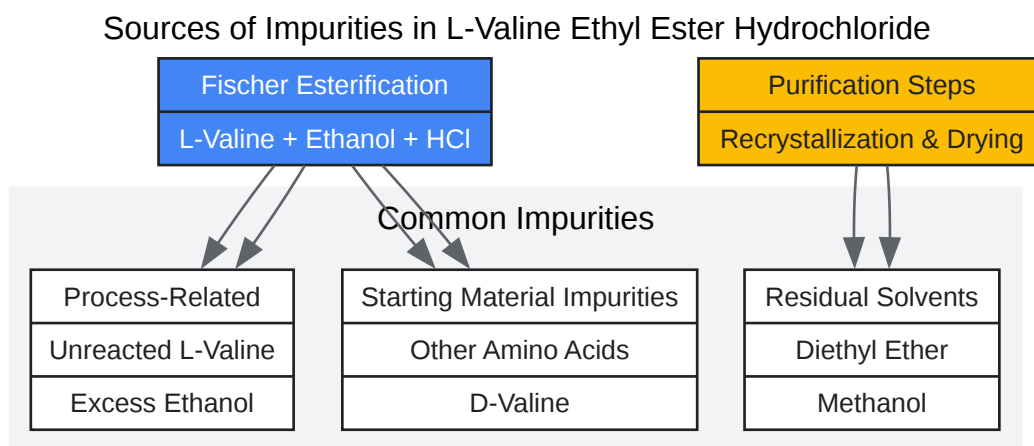 Sources of Impurities in L-Valine Ethyl Ester Hydrochloride
Fischer Esterification
L-Valine + Ethanol + HCl
Purification Steps
Recrystallization & Drying
Common Impurities
Process-Related
Unreacted L-Valine
Excess Ethanol
Starting Material Impurities
Other Amino Acids
D-Valine
Residual Solvents
Diethyl Ether
Methanol